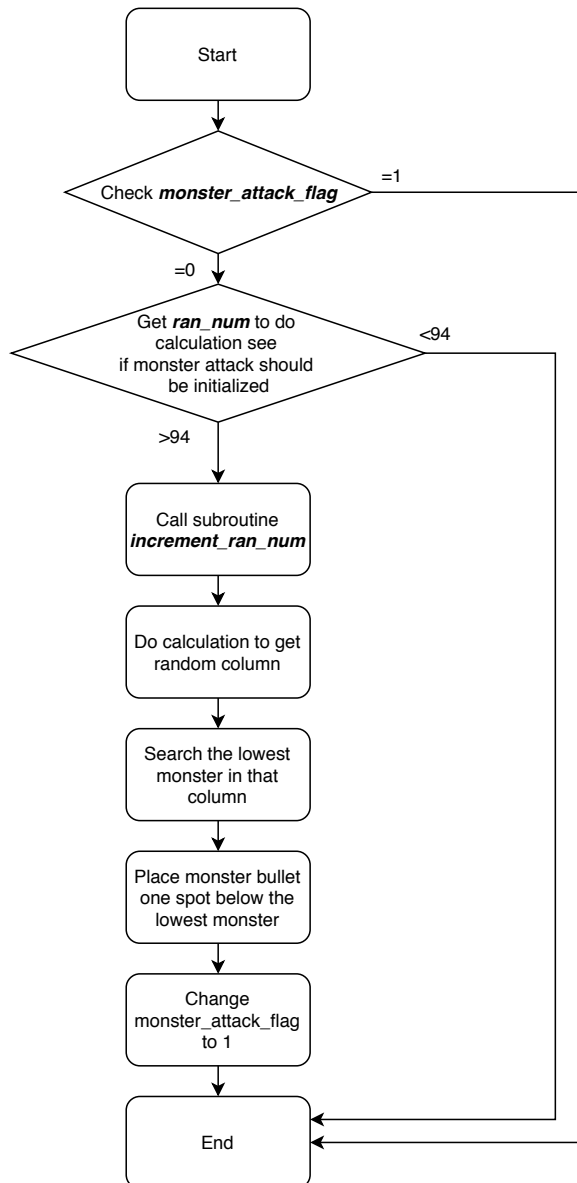 Start
Check monster_attack_flag
=1
=0
Get ran_num to do
calculation see
if monster attack should
be initialized
<94
>94
Call subroutine
increment_ran_num
Do calculation to get
random column
Search the lowest
monster in that
column
Place monster bullet
one spot below the
lowest monster
Change
monster_attack_flag
to 1
End